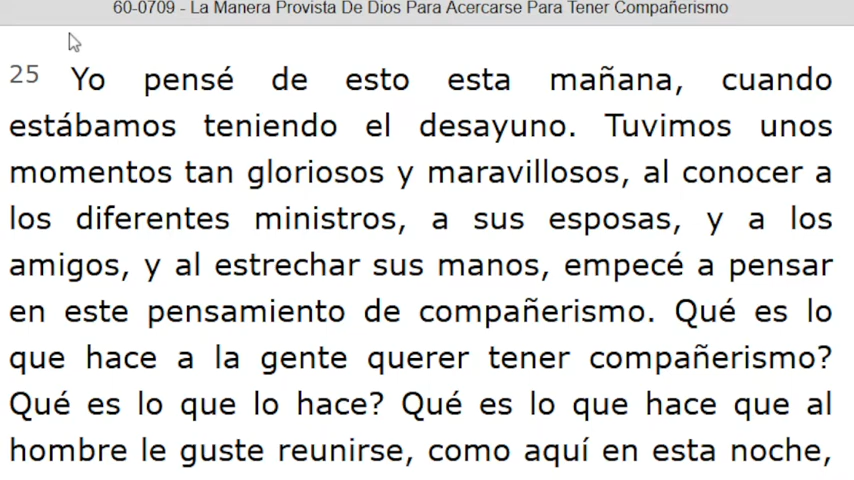 60-0709 - La Manera Provista De Dios Para Acercarse Para Tener Compañerismo
25 Yo pensé de esto esta mañana, cuando
estábamos teniendo el desayuno. Tuvimos unos
momentos tan gloriosos y maravillosos, al conocer a
los diferentes ministros, a sus esposas, y a los
amigos, y al estrechar sus manos, empecé a pensar
en este pensamiento de compañerismo. Qué es lo
que hace a la gente querer tener compañerismo?
Qué es lo que lo hace? Qué es lo que hace que al
hombre le guste reunirse, como aquí en esta noche,